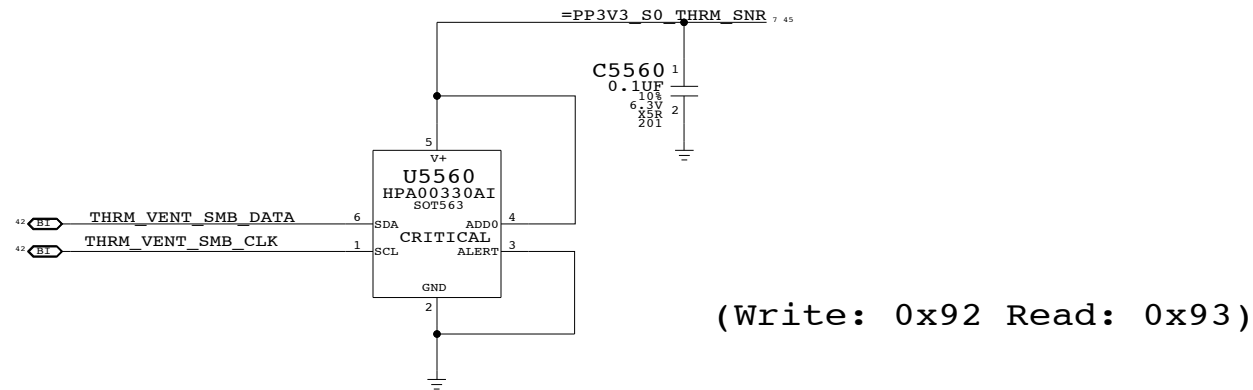 =PP3V3_S0_THRM_SNR 7 45
C5560 1
0.1UF
10%
6.3V
X5R
201
2
5
V+
U5560
HPA00330AI
SOT563
42 BI THRM_VENT_SMB_DATA 6 SDA ADD0 4
CRITICAL
42 BI THRM_VENT_SMB_CLK 1 SCL ALERT 3
GND
2
(Write: 0x92 Read: 0x93)